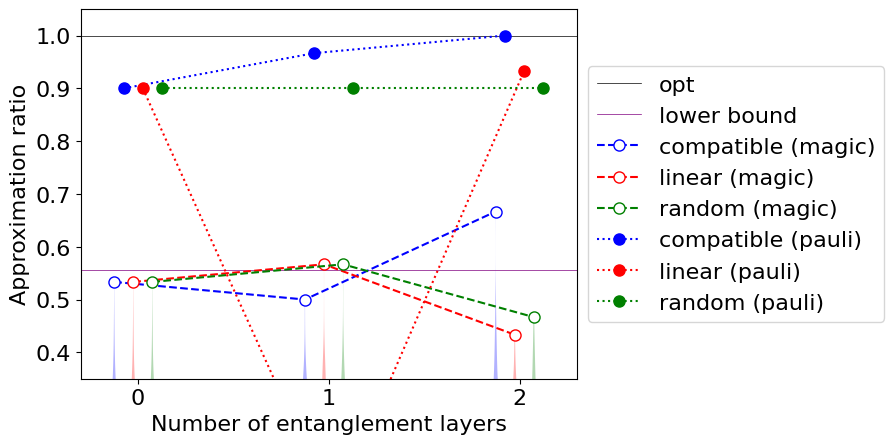 Approximation ratio
1.0
0.9
0.8
0.7
0.6
0.5
0.4
0
1
2
Number of entanglement layers
opt
lower bound
compatible (magic)
linear (magic)
random (magic)
compatible (pauli)
linear (pauli)
random (pauli)